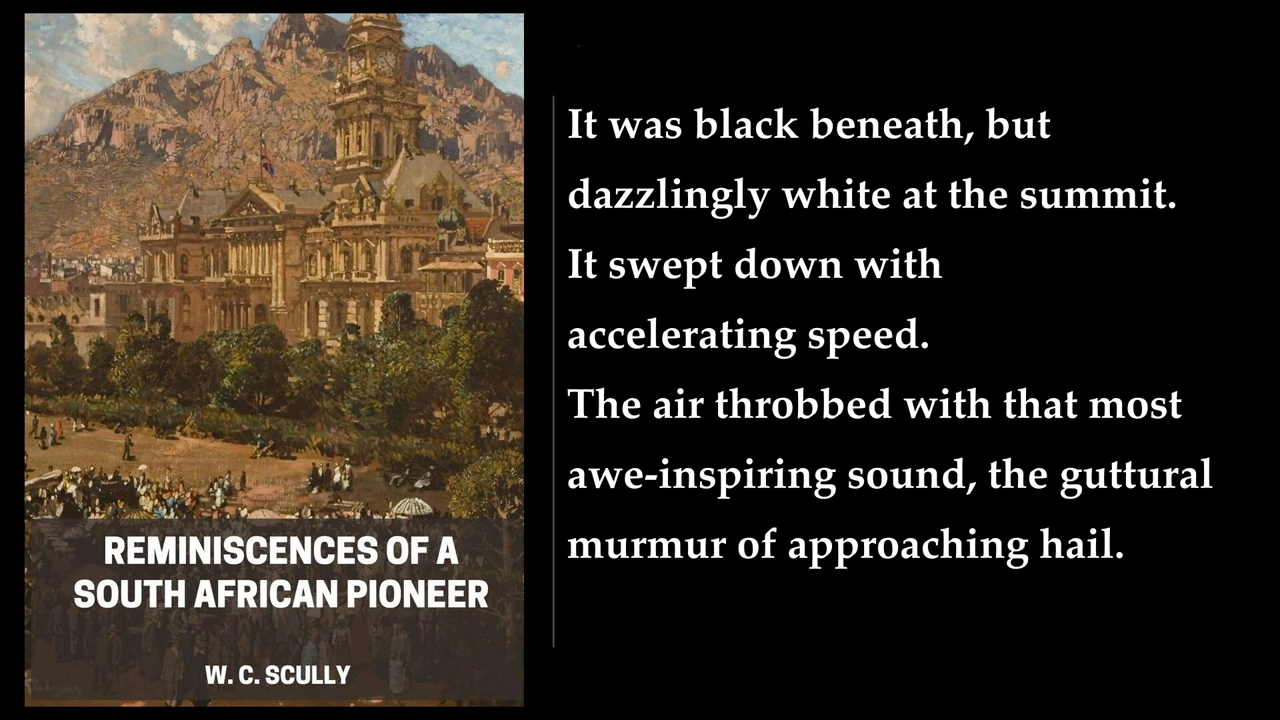 It was black beneath, but
dazzlingly white at the summit.
It swept down with
accelerating speed.
The air throbbed with that most
awe-inspiring sound, the guttural
murmur of approaching hail.
REMINISCENCES OF A
SOUTH AFRICAN PIONEER
W. C. SCULLY